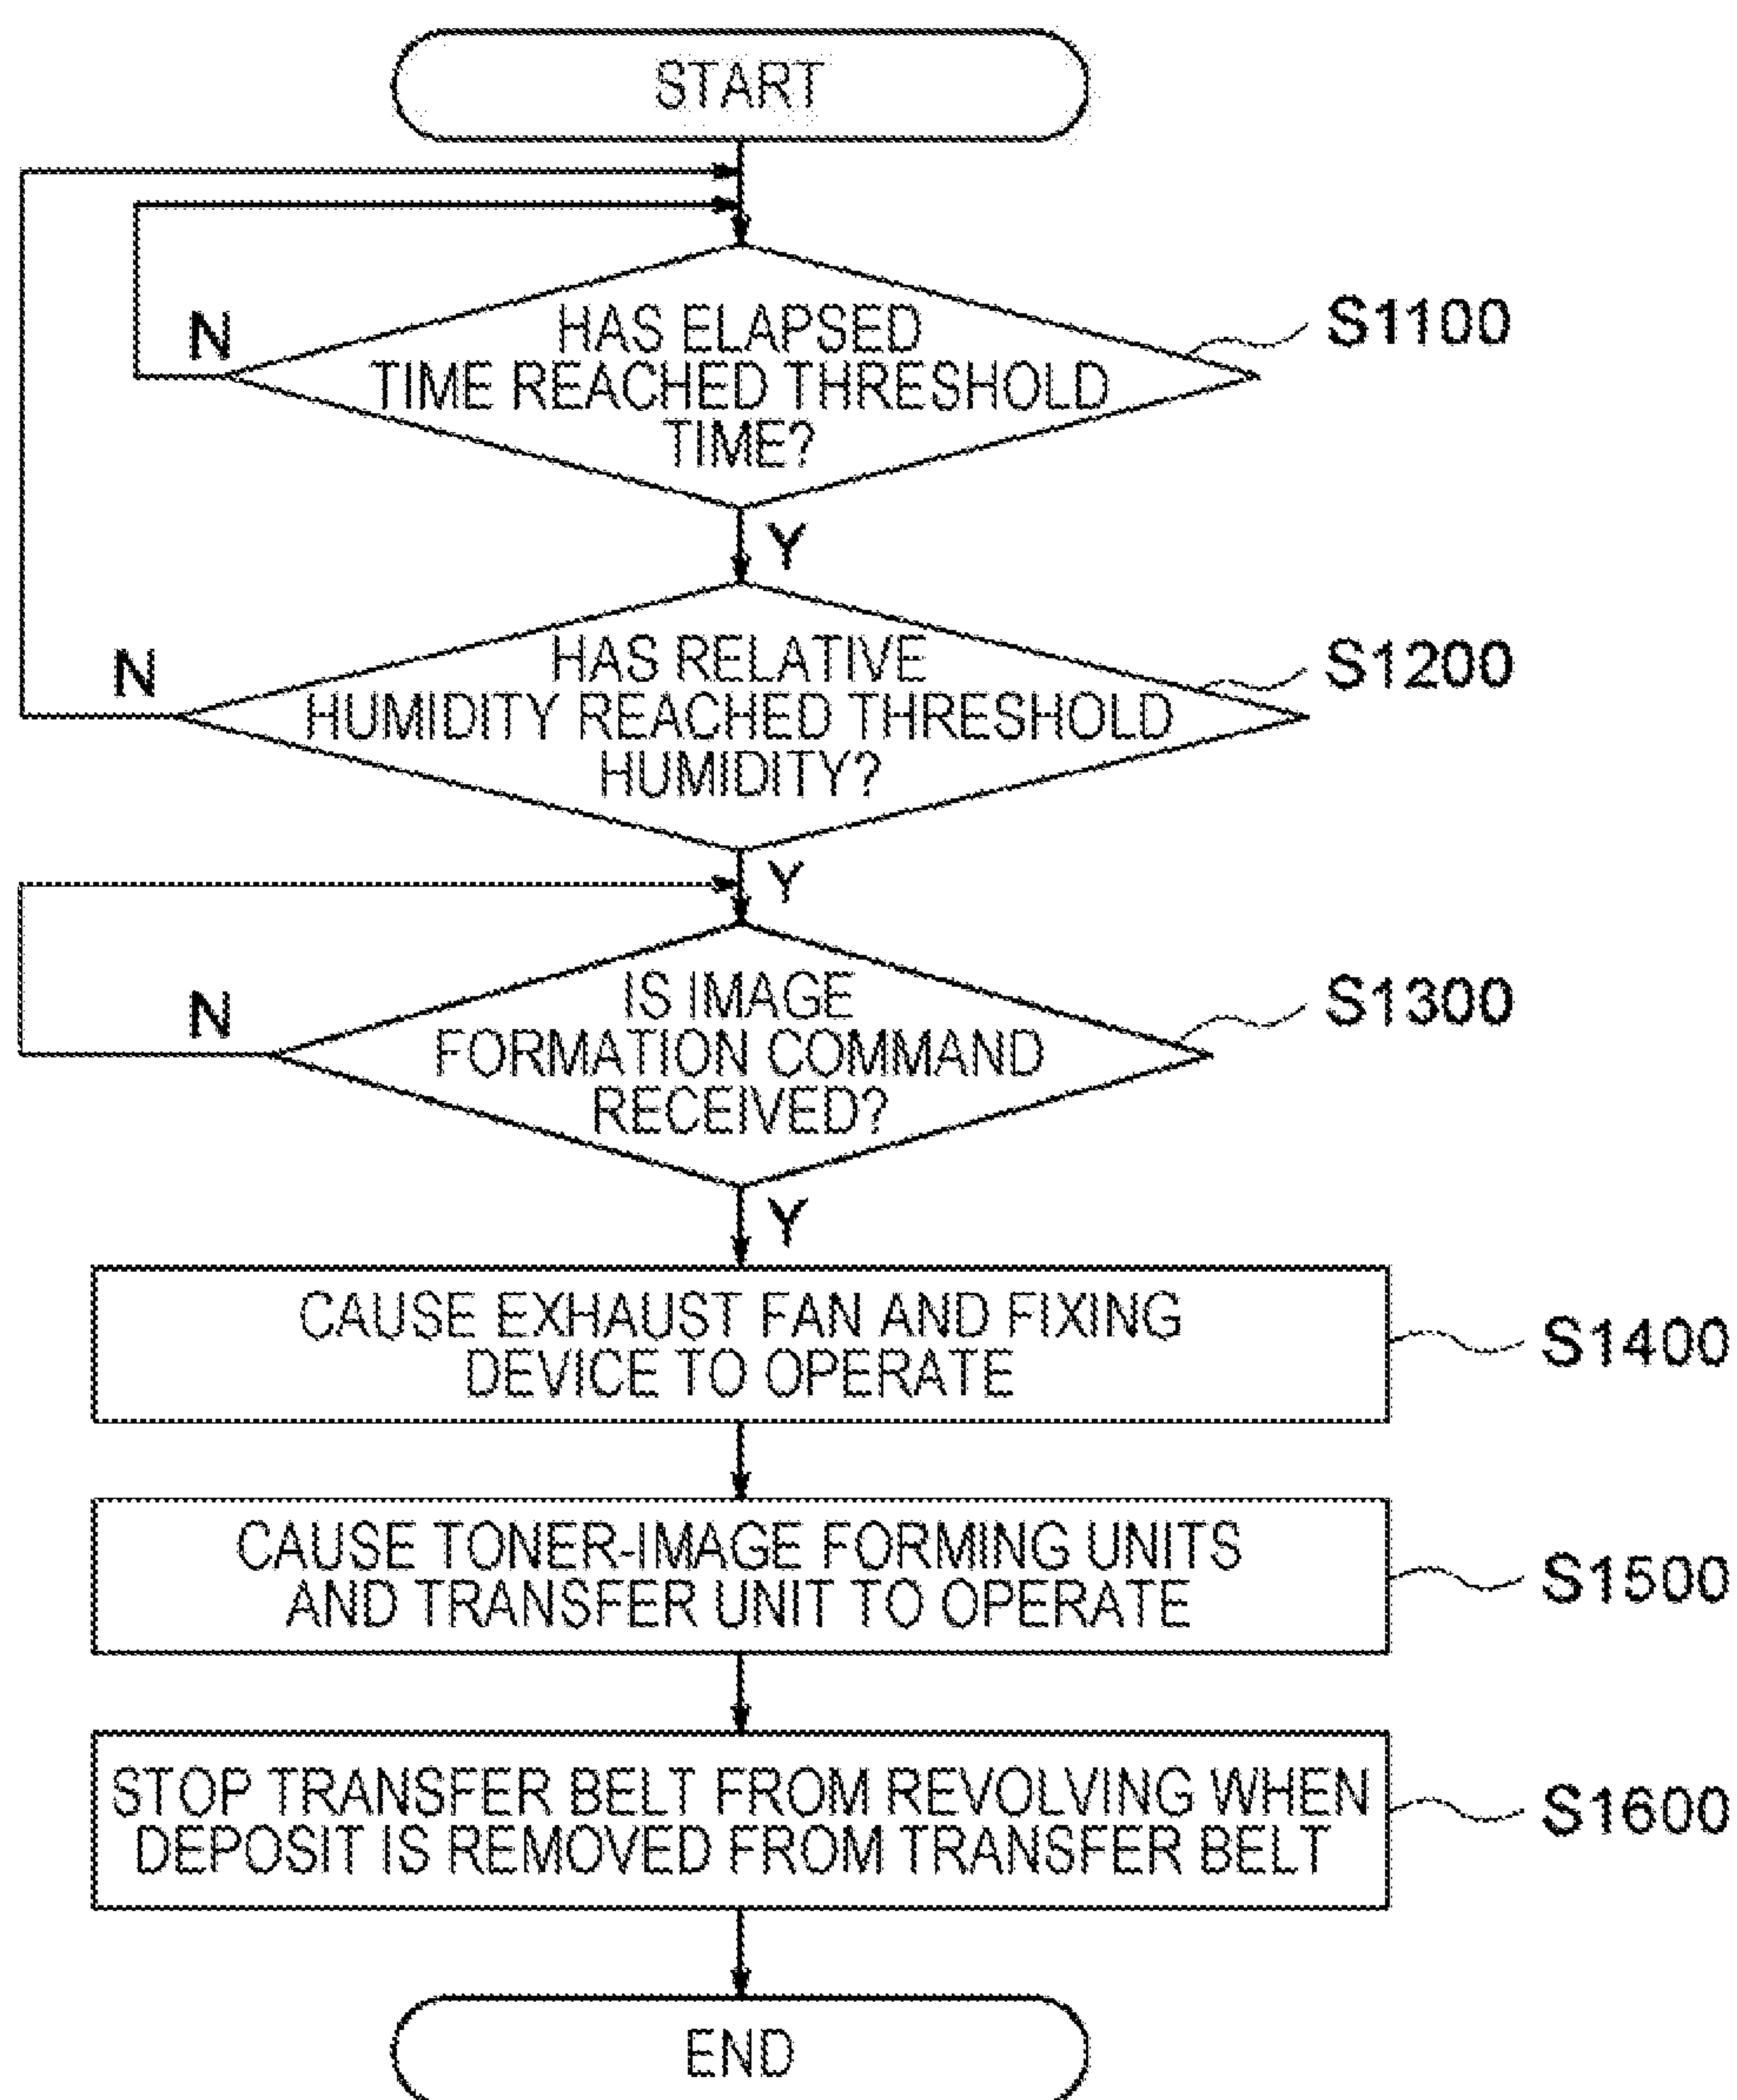 START
HAS ELAPSED
TIME REACHED THRESHOLD
TIME?
S1100
N
Y
HAS RELATIVE
HUMIDITY REACHED THRESHOLD
HUMIDITY?
S1200
N
Y
IS IMAGE
FORMATION COMMAND
RECEIVED?
S1300
N
Y
CAUSE EXHAUST FAN AND FIXING
DEVICE TO OPERATE
S1400
CAUSE TONER-IMAGE FORMING UNITS
AND TRANSFER UNIT TO OPERATE
S1500
STOP TRANSFER BELT FROM REVOLVING WHEN
DEPOSIT IS REMOVED FROM TRANSFER BELT
S1600
END